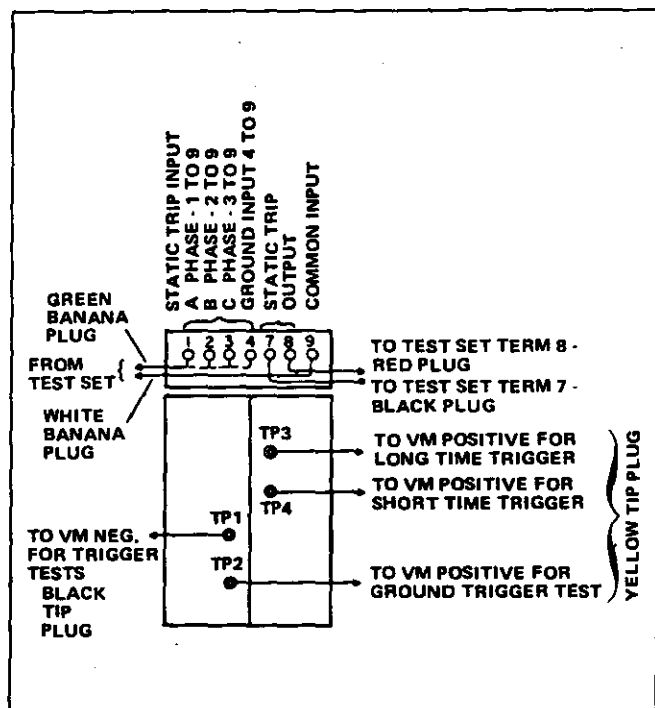 STATIC TRIP INPUT
A PHASE - 1 TO 9
B PHASE - 2 TO 9
C PHASE - 3 TO 9
GROUND INPUT 4 TO 9
STATIC TRIP
OUTPUT
COMMON INPUT
GREEN
BANANA
PLUG
1 2 3 4 7 8 9
FROM
TEST SET
WHITE
BANANA
PLUG
TO TEST SET TERM 8 -
RED PLUG
TO TEST SET TERM 7 -
BLACK PLUG
TP3
TO VM POSITIVE FOR
LONG TIME TRIGGER
TP4
TO VM POSITIVE FOR
SHORT TIME TRIGGER
YELLOW TIP PLUG
TP1
TO VM NEG.
FOR TRIGGER
TESTS
BLACK
TIP
PLUG
TP2
TO VM POSITIVE FOR
GROUND TRIGGER TEST